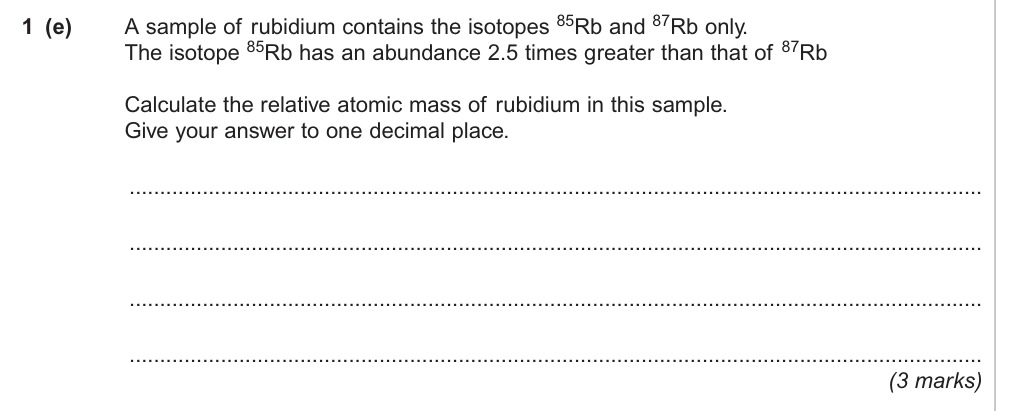 1 (e) A sample of rubidium contains the isotopes ⁸⁵Rb and ⁸⁷Rb only.
The isotope ⁸⁵Rb has an abundance 2.5 times greater than that of ⁸⁷Rb
Calculate the relative atomic mass of rubidium in this sample.
Give your answer to one decimal place.
(3 marks)